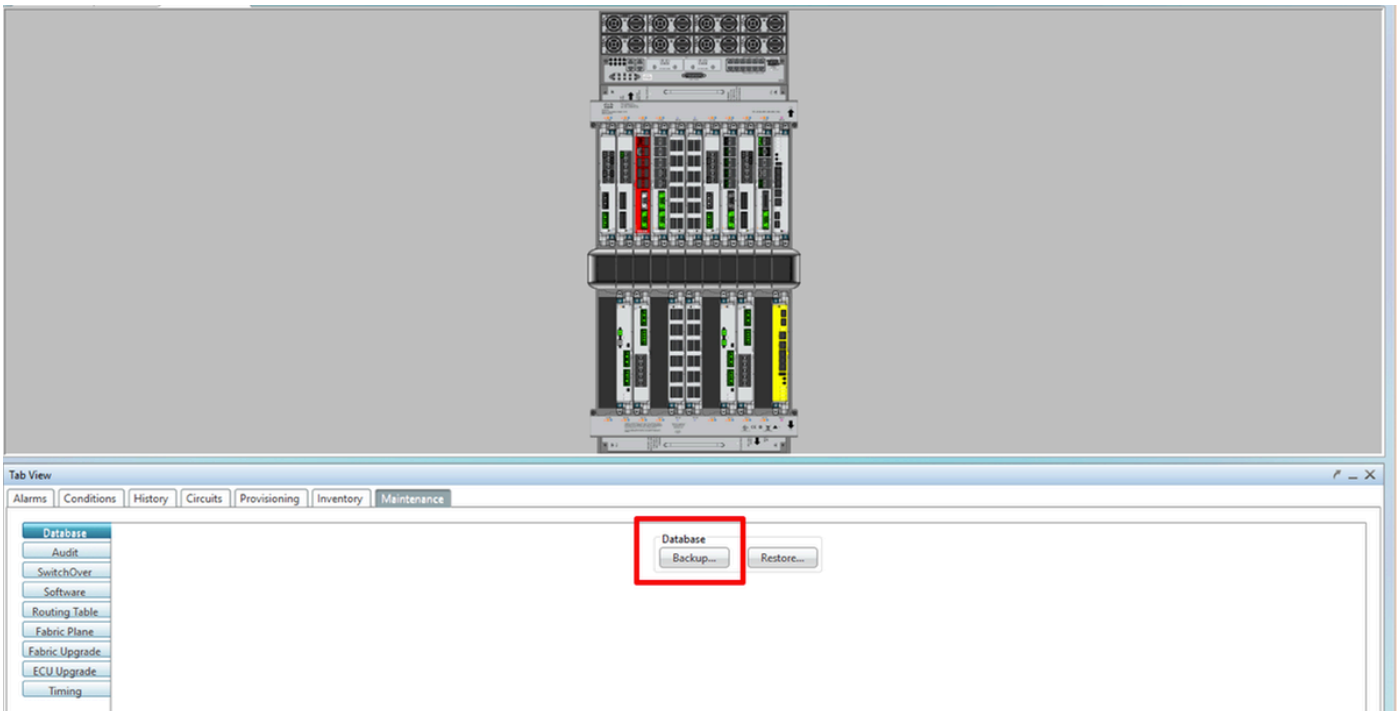 Tab View
Alarms Conditions History Circuits Provisioning Inventory Maintenance
Database
Audit
SwitchOver
Software
Routing Table
Fabric Plane
Fabric Upgrade
ECU Upgrade
Timing
Database
Backup... Restore...